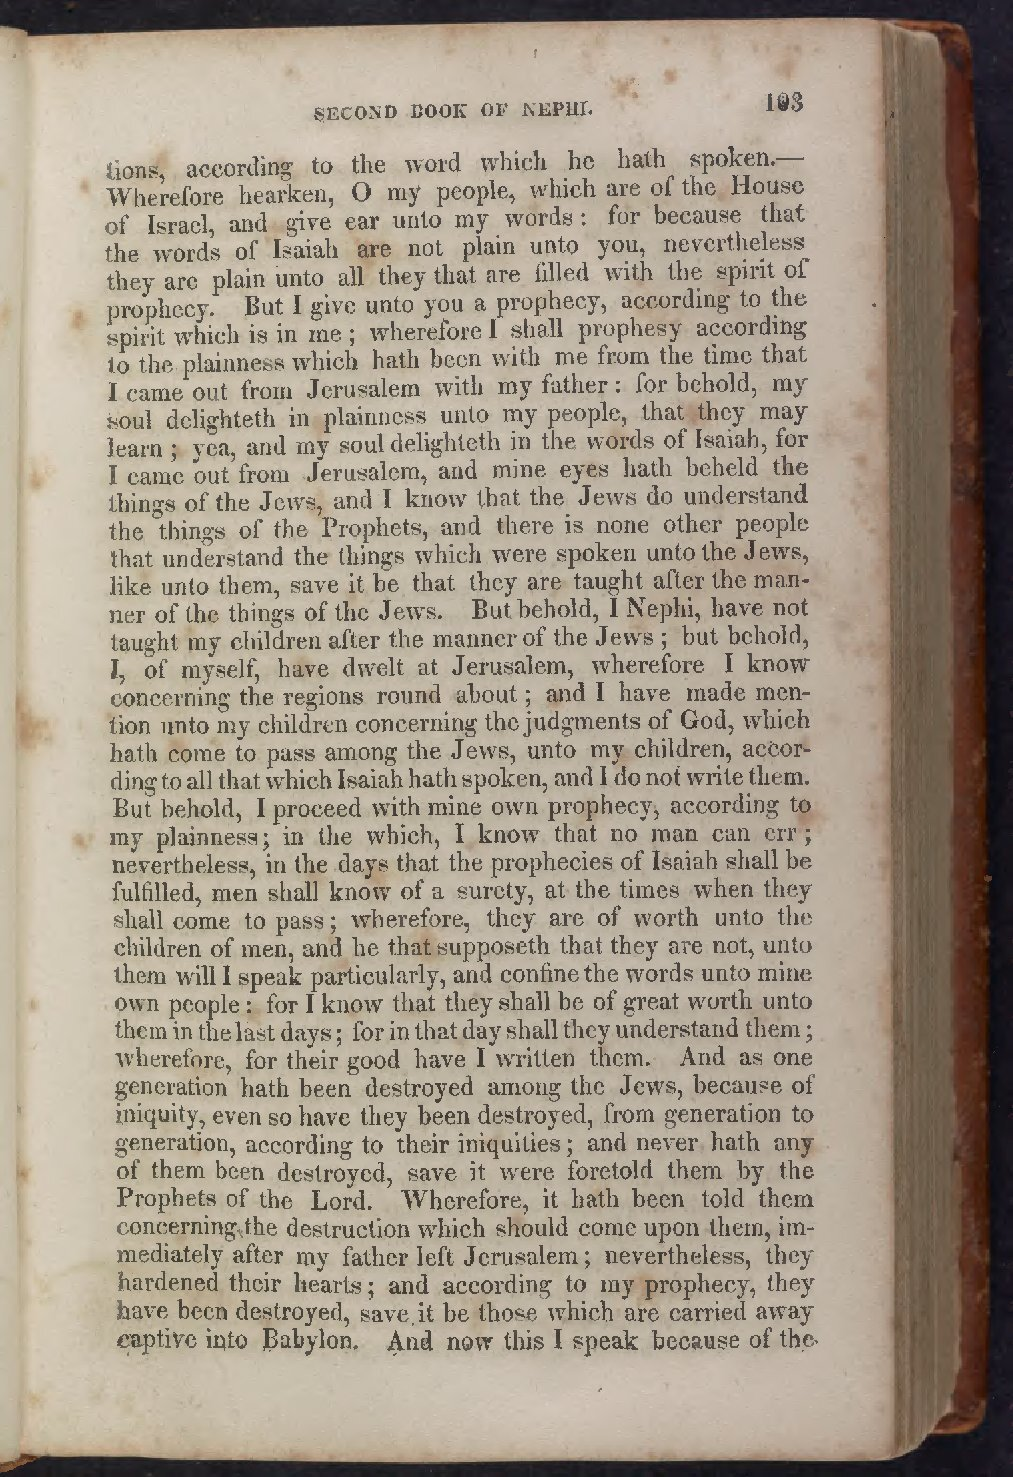 SECOND BOOK OF NEPHI. 103
tions, according to the word which he hath spoken.—
Wherefore hearken, O my people, which are of the House
of Israel, and give ear unto my words: for because that
the words of Isaiah are not plain unto you, nevertheless
they are plain unto all they that are filled with the spirit of
prophecy. But I give unto you a prophecy, according to the
spirit which is in me; wherefore I shall prophesy according
to the plainness which hath been with me from the time that
I came out from Jerusalem with my father: for behold, my
soul delighteth in plainness unto my people, that they may
learn; yea, and my soul delighteth in the words of Isaiah, for
I came out from Jerusalem, and mine eyes hath beheld the
things of the Jews, and I know that the Jews do understand
the things of the Prophets, and there is none other people
that understand the things which were spoken unto the Jews,
like unto them, save it be that they are taught after the man-
ner of the things of the Jews. But behold, I Nephi, have not
taught my children after the manner of the Jews; but behold,
I, of myself, have dwelt at Jerusalem, wherefore I know
concerning the regions round about; and I have made men-
tion unto my children concerning the judgments of God, which
hath come to pass among the Jews, unto my children, accor-
ding to all that which Isaiah hath spoken, and I do not write them.
But behold, I proceed with mine own prophecy, according to
my plainness; in the which, I know that no man can err;
nevertheless, in the days that the prophecies of Isaiah shall be
fulfilled, men shall know of a surety, at the times when they
shall come to pass; wherefore, they are of worth unto the
children of men, and he that supposeth that they are not, unto
them will I speak particularly, and confine the words unto mine
own people: for I know that they shall be of great worth unto
them in the last days; for in that day shall they understand them;
wherefore, for their good have I written them. And as one
generation hath been destroyed among the Jews, because of
iniquity, even so have they been destroyed, from generation to
generation, according to their iniquities; and never hath any
of them been destroyed, save it were foretold them by the
Prophets of the Lord. Wherefore, it hath been told them
concerning the destruction which should come upon them, im-
mediately after my father left Jerusalem; nevertheless, they
hardened their hearts; and according to my prophecy, they
have been destroyed, save it be those which are carried away
captive into Babylon. And now this I speak because of the